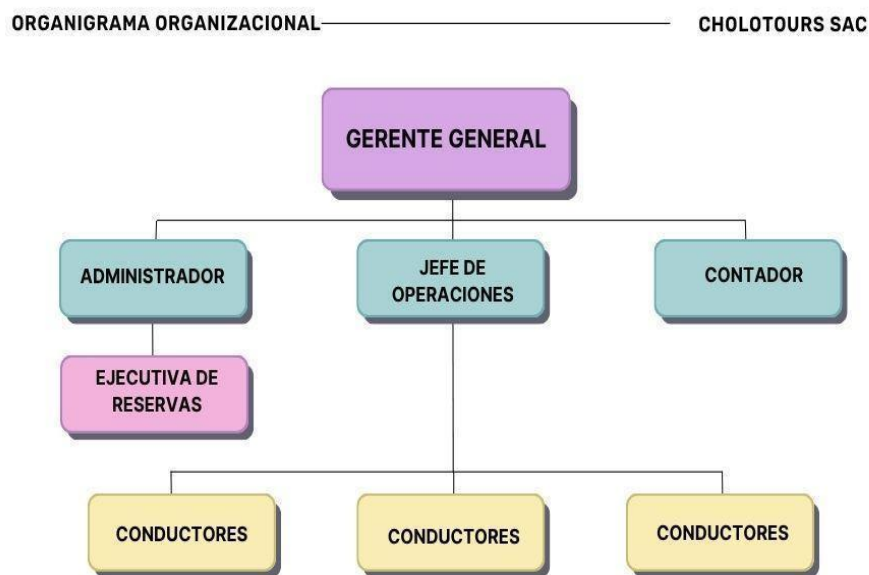 ORGANIGRAMA ORGANIZACIONAL
CHOLOTOURS SAC
GERENTE GENERAL
ADMINISTRADOR
JEFE DE
OPERACIONES
CONTADOR
EJECUTIVA DE
RESERVAS
CONDUCTORES
CONDUCTORES
CONDUCTORES